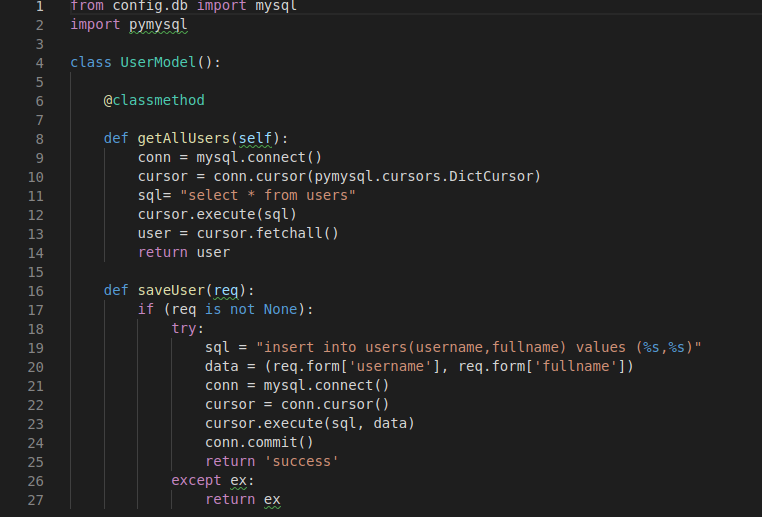 1 from config.db import mysql
2 import pymysql
3
4 class UserModel():
5
6     @classmethod
7
8     def getAllUsers(self):
9         conn = mysql.connect()
10         cursor = conn.cursor(pymysql.cursors.DictCursor)
11         sql= "select * from users"
12         cursor.execute(sql)
13         user = cursor.fetchall()
14         return user
15
16     def saveUser(req):
17         if (req is not None):
18             try:
19                 sql = "insert into users(username,fullname) values (%s,%s)"
20                 data = (req.form['username'], req.form['fullname'])
21                 conn = mysql.connect()
22                 cursor = conn.cursor()
23                 cursor.execute(sql, data)
24                 conn.commit()
25                 return 'success'
26             except ex:
27                 return ex